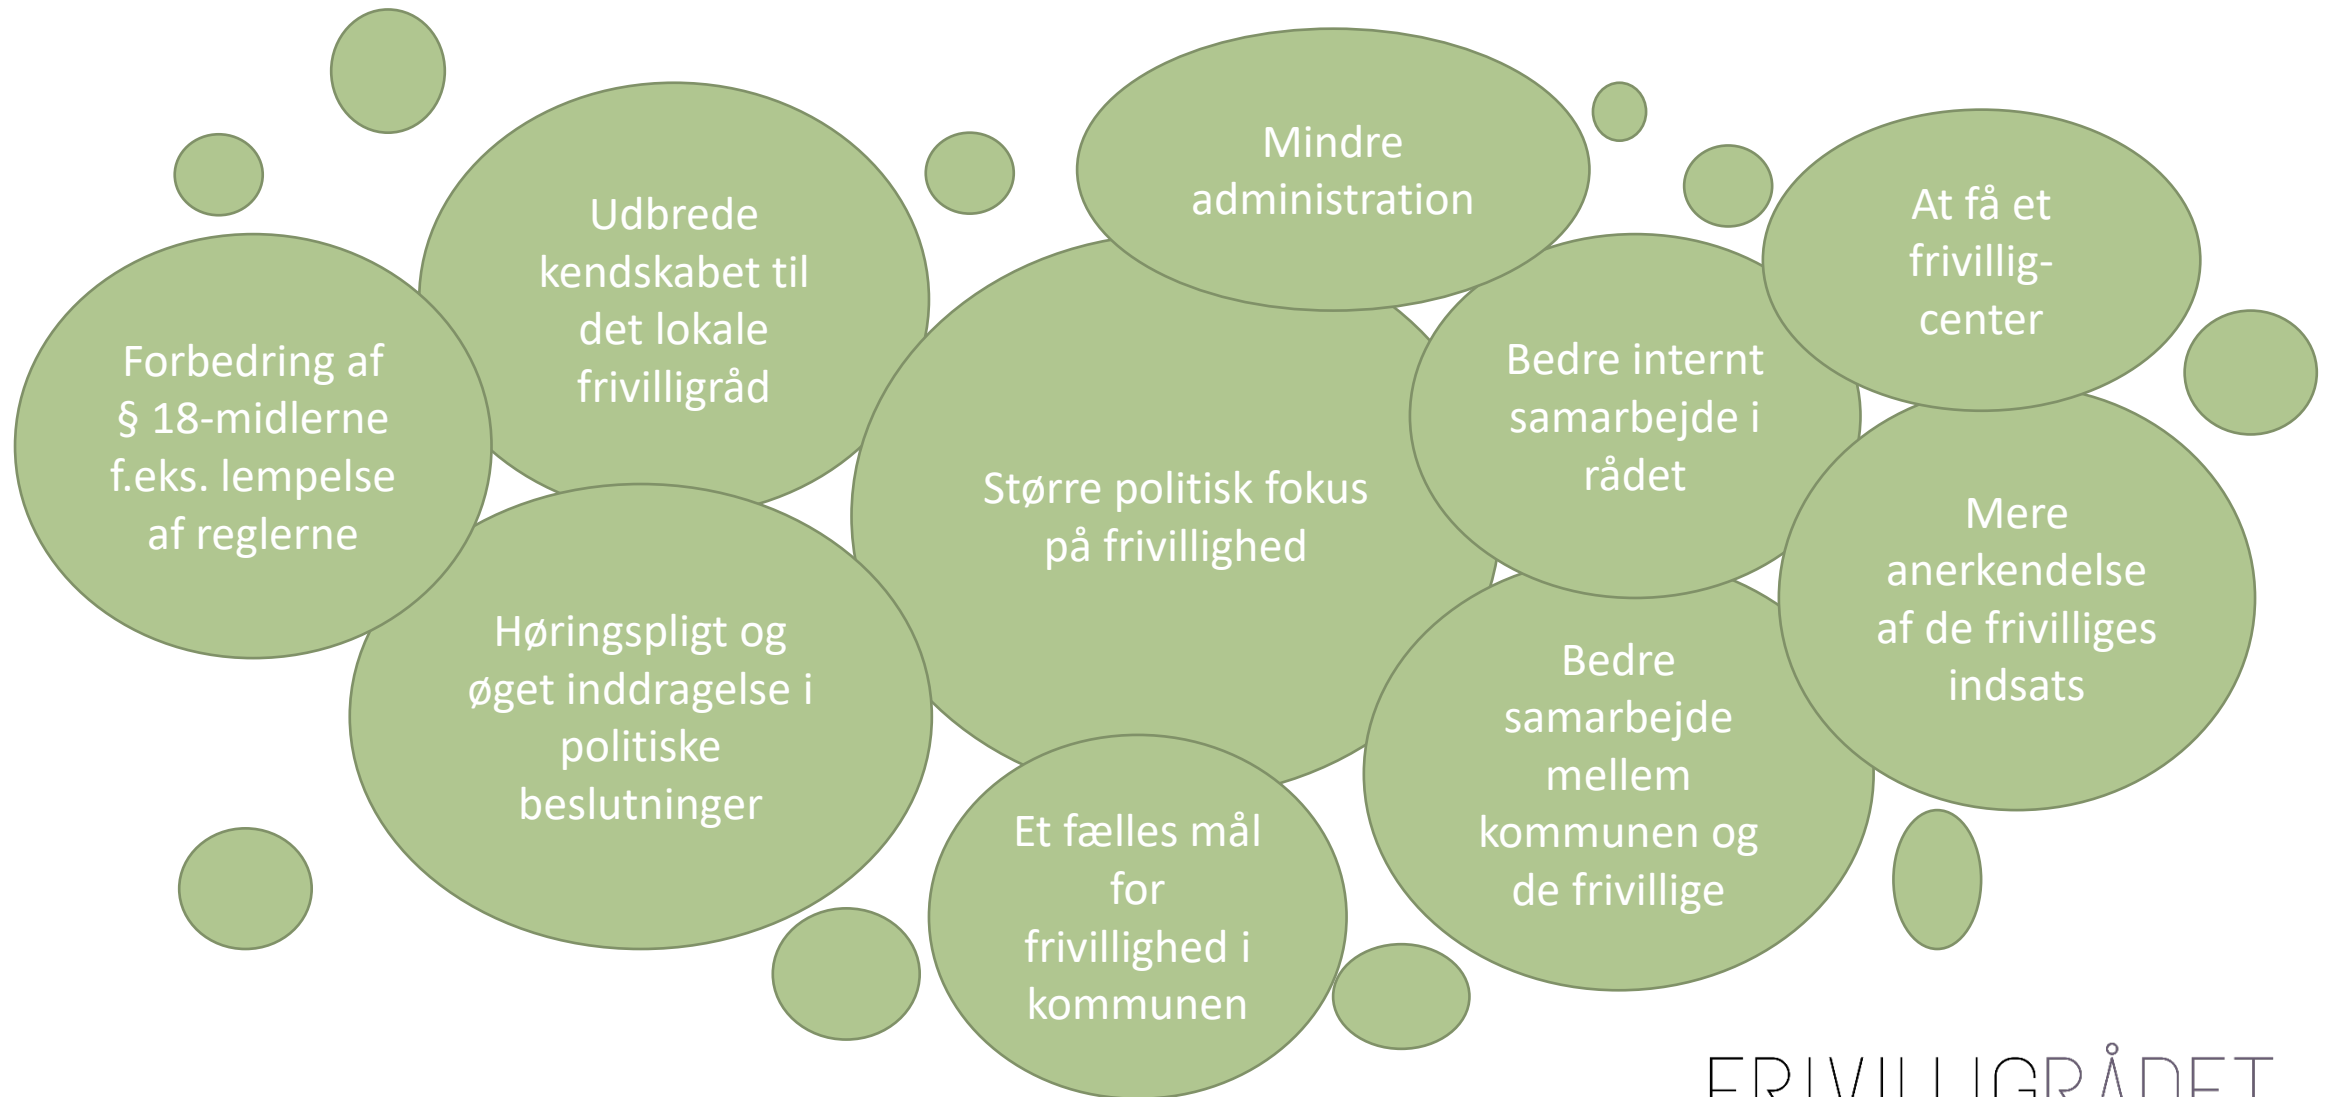 Forbedring af
§ 18-midlerne
f.eks. lempelse
af reglerne
Udbrede
kendskabet til
det lokale
frivilligråd
Høringspligt og
øget inddragelse i
politiske
beslutninger
Større politisk fokus
på frivillighed
Mindre
administration
Et fælles mål
for
frivillighed i
kommunen
Bedre internt
samarbejde i
rådet
Bedre
samarbejde
mellem
kommunen og
de frivillige
At få et
frivillig-
center
Mere
anerkendelse
af de frivilliges
indsats
FRIVILLIGRÅDET